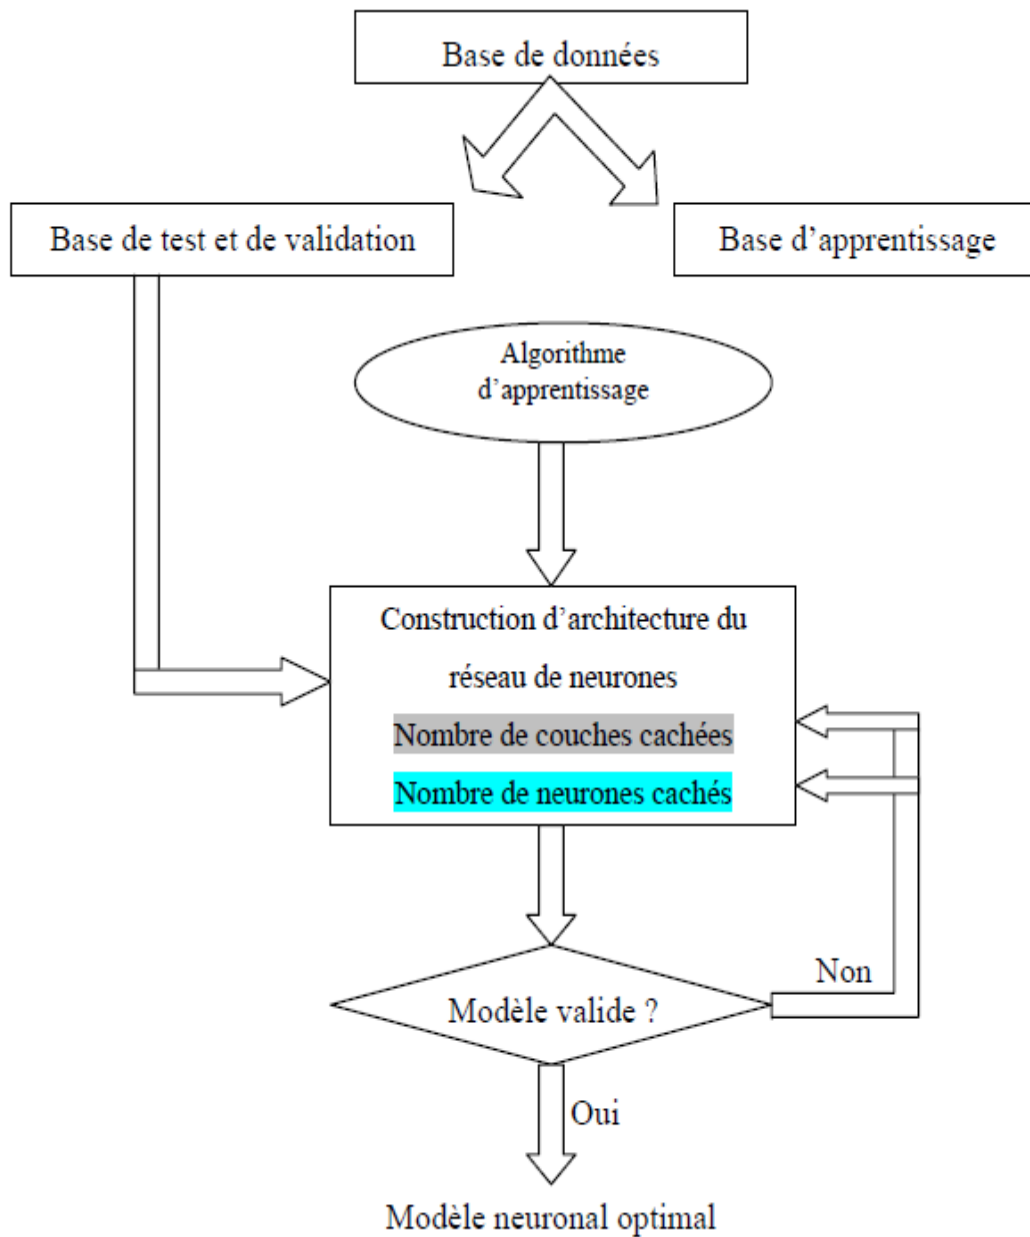 Base de données
Base de test et de validation
Base d’apprentissage
Algorithme
d’apprentissage
Construction d’architecture du
réseau de neurones
Nombre de couches cachées
Nombre de neurones cachés
Non
Modèle valide ?
Oui
Modèle neuronal optimal